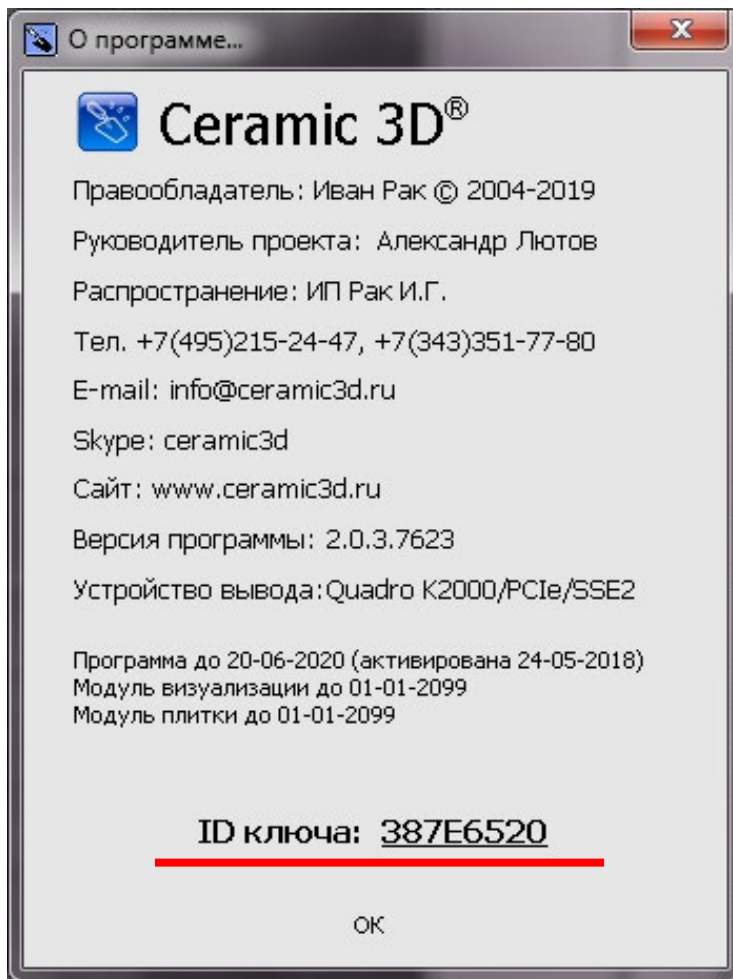 О программе...
Ceramic 3D®
Правообладатель: Иван Рак © 2004-2019
Руководитель проекта: Александр Лютов
Распространение: ИП Рак И.Г.
Тел. +7(495)215-24-47, +7(343)351-77-80
E-mail: info@ceramic3d.ru
Skype: ceramic3d
Сайт: www.ceramic3d.ru
Версия программы: 2.0.3.7623
Устройство вывода:Quadro K2000/PCIe/SSE2
Программа до 20-06-2020 (активирована 24-05-2018)
Модуль визуализации до 01-01-2099
Модуль плитки до 01-01-2099
ID ключа: 387E6520
ОК